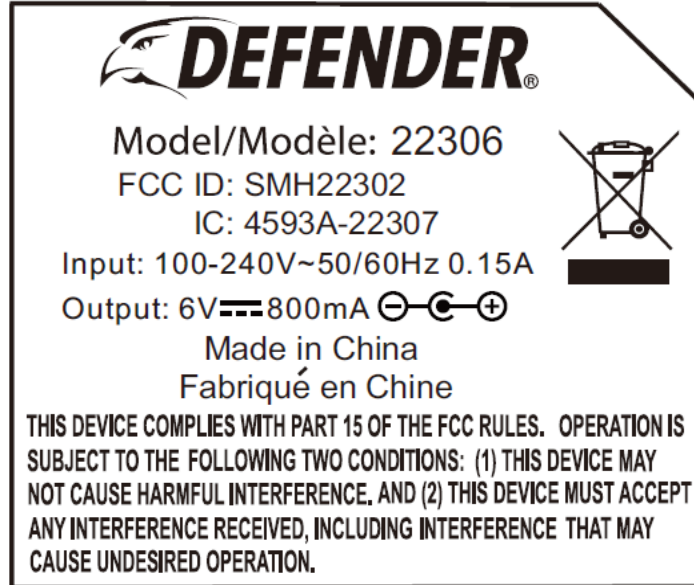 DEFENDER®
Model/Modèle: 22306
FCC ID: SMH22302
IC: 4593A-22307
Input: 100-240V~50/60Hz 0.15A
Output: 6V⎓800mA ⊖-C-⊕
Made in China
Fabriqué en Chine
THIS DEVICE COMPLIES WITH PART 15 OF THE FCC RULES. OPERATION IS
SUBJECT TO THE FOLLOWING TWO CONDITIONS: (1) THIS DEVICE MAY
NOT CAUSE HARMFUL INTERFERENCE, AND (2) THIS DEVICE MUST ACCEPT
ANY INTERFERENCE RECEIVED, INCLUDING INTERFERENCE THAT MAY
CAUSE UNDESIRED OPERATION.